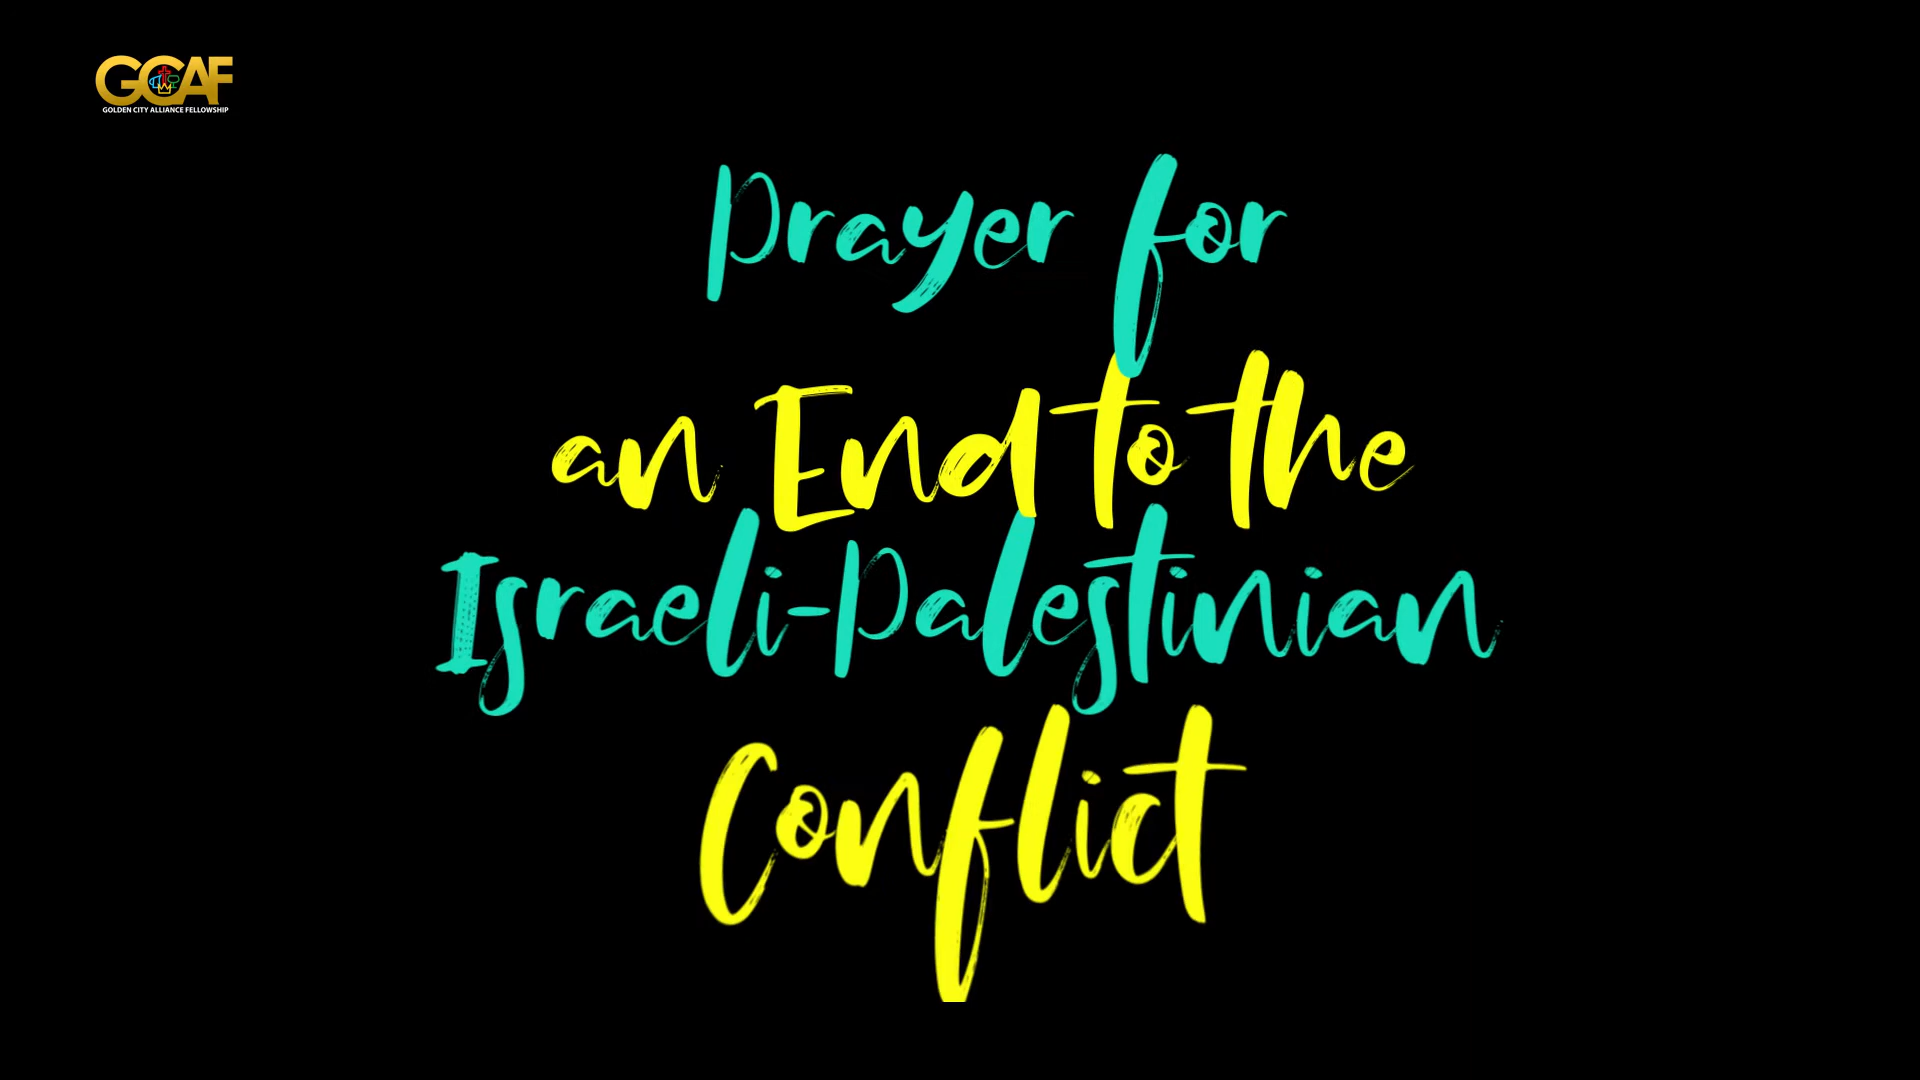 GCAF
GOLDEN CITY ALLIANCE FELLOWSHIP
Prayer for
an End to the
Israeli-Palestinian
Conflict